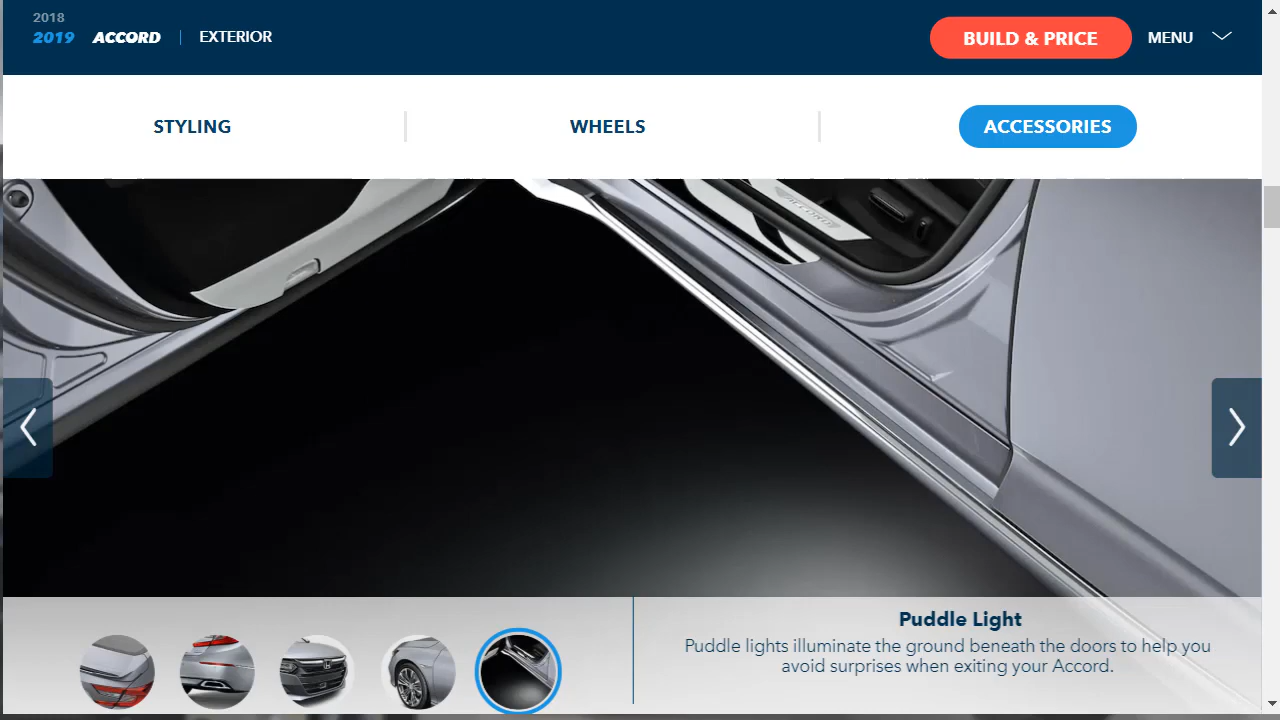 2018
2019 ACCORD | EXTERIOR
BUILD & PRICE
MENU
STYLING
WHEELS
ACCESSORIES
ACCORD
Puddle Light
Puddle lights illuminate the ground beneath the doors to help you
avoid surprises when exiting your Accord.